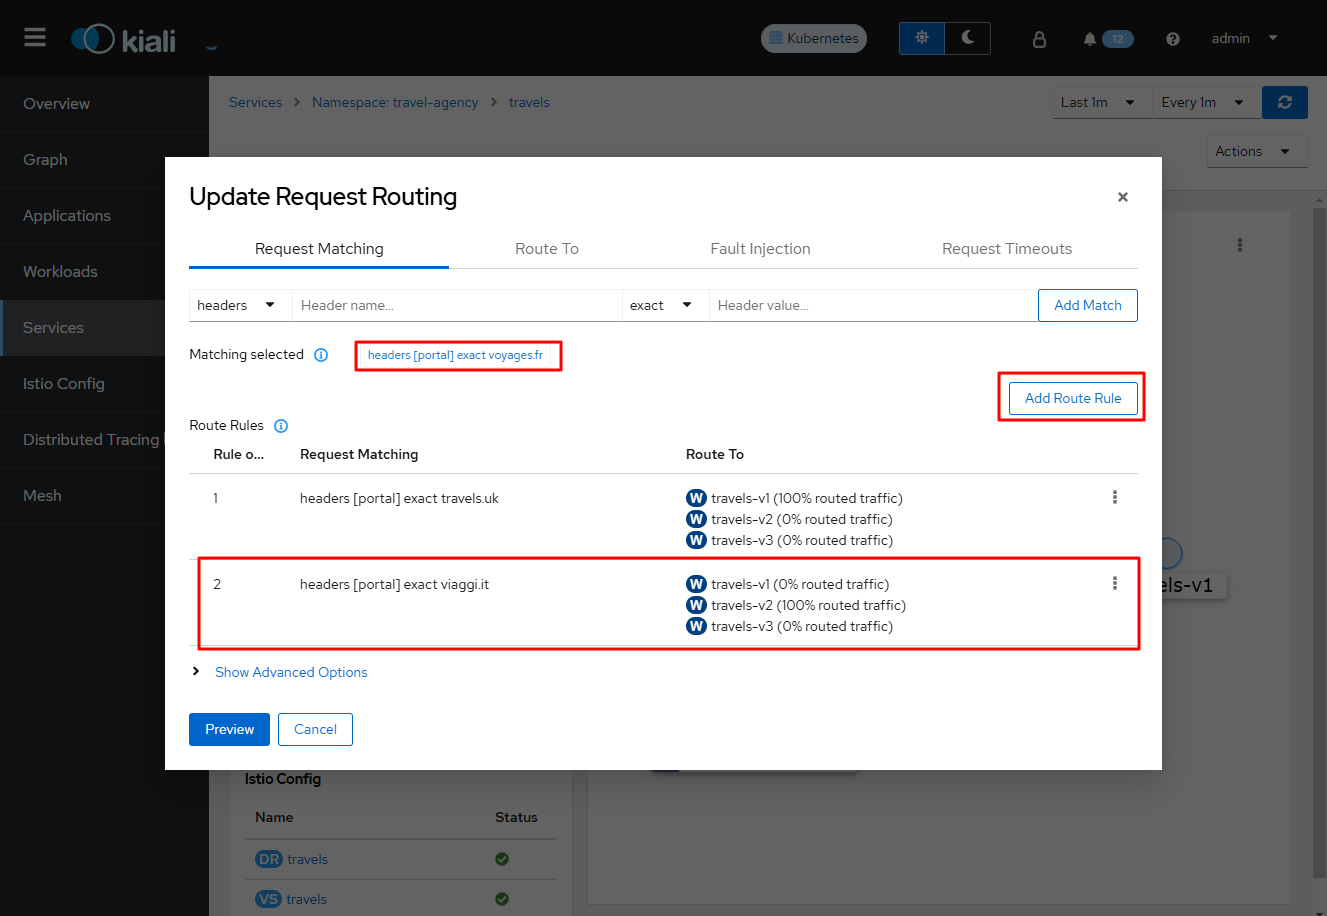 kiali
Kubernetes
12
admin
Overview
Graph
Applications
Workloads
Services
Istio Config
Distributed Tracing
Mesh
Services > Namespace: travel-agency > travels
Last 1m
Every 1m
Actions
Update Request Routing
Request Matching
Route To
Fault Injection
Request Timeouts
headers
Header name...
exact
Header value...
Add Match
Matching selected
headers [portal] exact voyages.fr
Add Route Rule
Route Rules
Rule o...
Request Matching
Route To
1
headers [portal] exact travels.uk
W travels-v1 (100% routed traffic)
W travels-v2 (0% routed traffic)
W travels-v3 (0% routed traffic)
2
headers [portal] exact viaggi.it
W travels-v1 (0% routed traffic)
W travels-v2 (100% routed traffic)
W travels-v3 (0% routed traffic)
Show Advanced Options
Preview
Cancel
els-v1
Istio Config
Name
Status
DR travels
VS travels